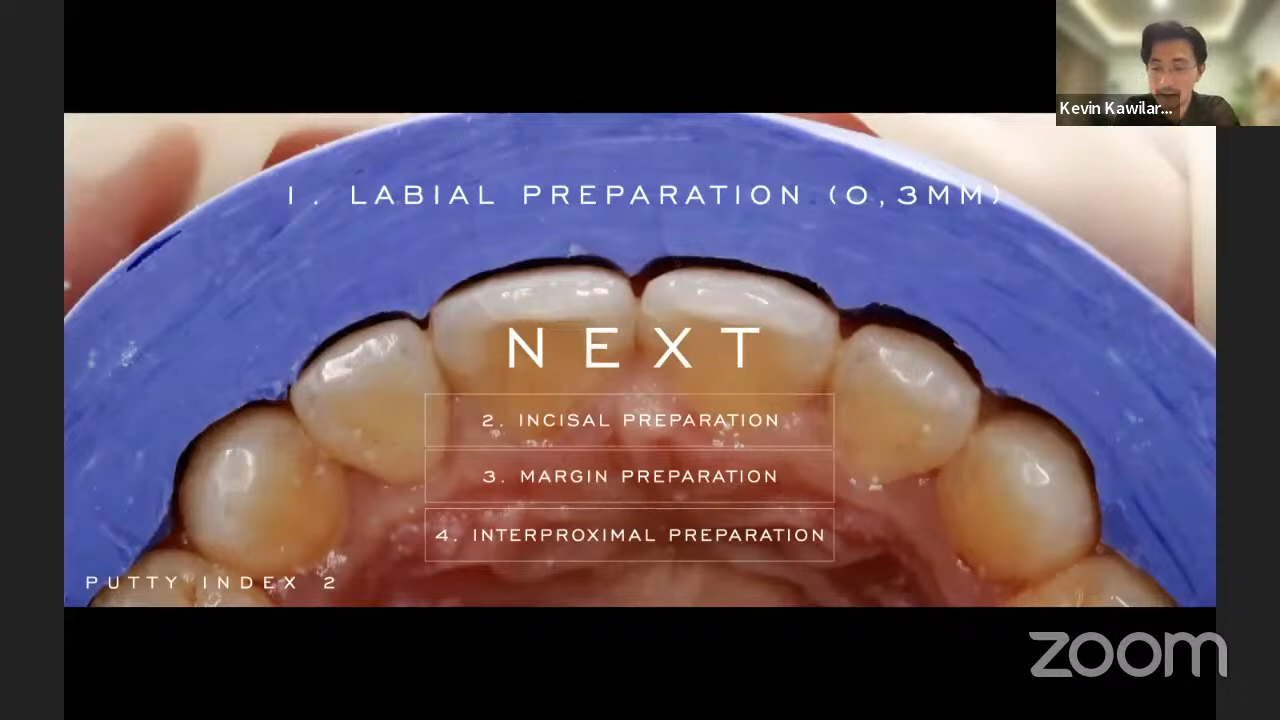 Kevin Kawilar...
1. LABIAL PREPARATION (0,3MM)
NEXT
2. INCISAL PREPARATION
3. MARGIN PREPARATION
4. INTERPROXIMAL PREPARATION
PUTTY INDEX 2
zoom